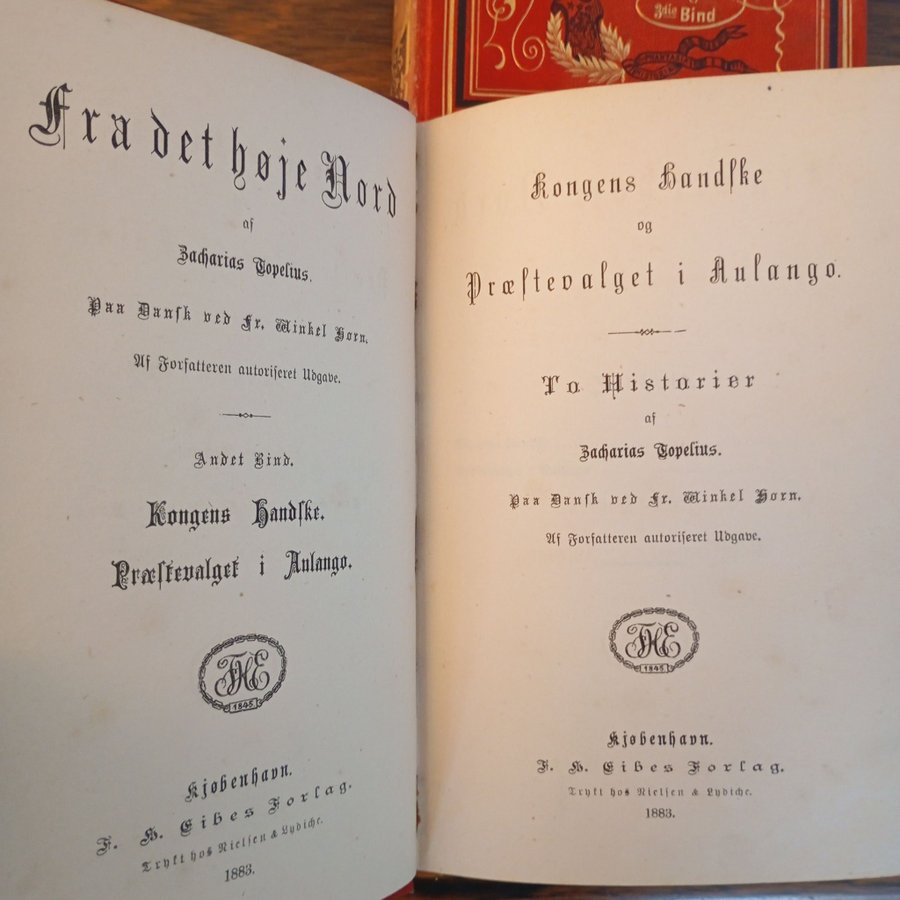 3die Bind
Fra det høje Nord
af
Zacharias Topelius.
Paa Dansk ved Fr. Winkel Horn.
Af Forfatteren autoriseret Udgave.
Andet Bind.
Kongens Handske.
Præstevalget i Aulango.
FHE
1845
Kjøbenhavn.
F. H. Eibes Forlag.
Trykt hos Nielsen & Lydiche.
1883.
Kongens Handſke
og
Præſtevalget i Aulango.
To Historier
af
Zacharias Topelius.
Paa Danſk ved Fr. Winkel Horn.
Af Forfatteren autoriſeret Udgave.
FHE
1845
Kjøbenhavn.
F. H. Eibes Forlag.
Trykt hos Nielſen & Lydiche.
1883.